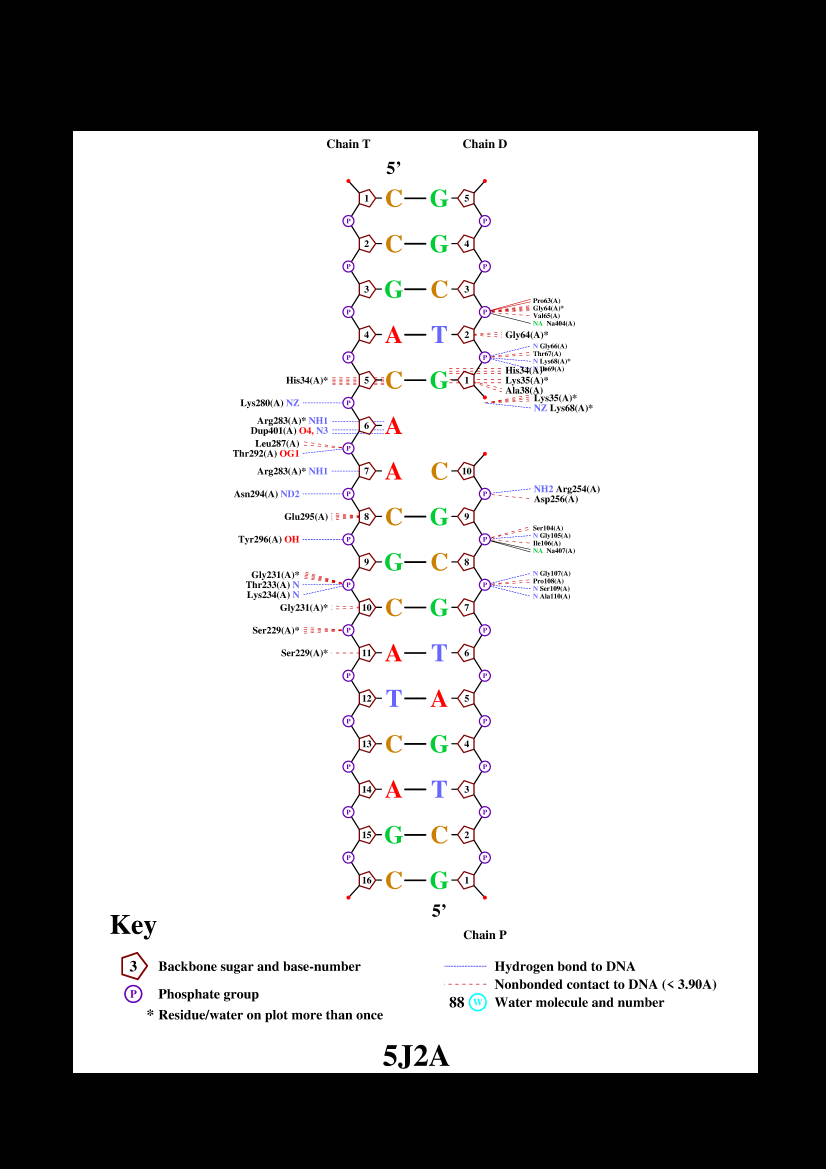 Chain T Chain D
5’
1 C G 5
P P
2 C G 4
P P
3 G C 3
Pro63(A)
P P Gly64(A)*
Val65(A)
NA Na404(A)
4 A T 2 Gly64(A)*
N Gly66(A)
P P Thr67(A)
N Lys68(A)*
His34(A)*
His34(A)* 5 C G 1 Lys35(A)*
Ala38(A)
Lys35(A)*
Lys280(A) NZ P NZ Lys68(A)*
Arg283(A)* NH1
6 A
Dup401(A) O4, N3
Leu287(A)
P
Thr292(A) OG1
Arg283(A)* NH1 7 A C 10
NH2 Arg254(A)
Asn294(A) ND2 P P
Asp256(A)
Glu295(A) 8 C G 9
Ser104(A)
Tyr296(A) OH P P N Gly105(A)
Ile106(A)
NA Na407(A)
9 G C 8
Gly231(A)* N Gly107(A)
Thr233(A) N P P Pro108(A)
Lys234(A) N N Ser109(A)
N Ala110(A)
Gly231(A)* 10 C G 7
Ser229(A)* P P
Ser229(A)* 11 A T 6
P P
12 T A 5
P P
13 C G 4
P P
14 A T 3
P P
15 G C 2
P P
16 C G 1
5’
Chain P
Key
3 Backbone sugar and base-number
P Phosphate group
* Residue/water on plot more than once
Hydrogen bond to DNA
Nonbonded contact to DNA (< 3.90A)
88 W Water molecule and number
5J2A